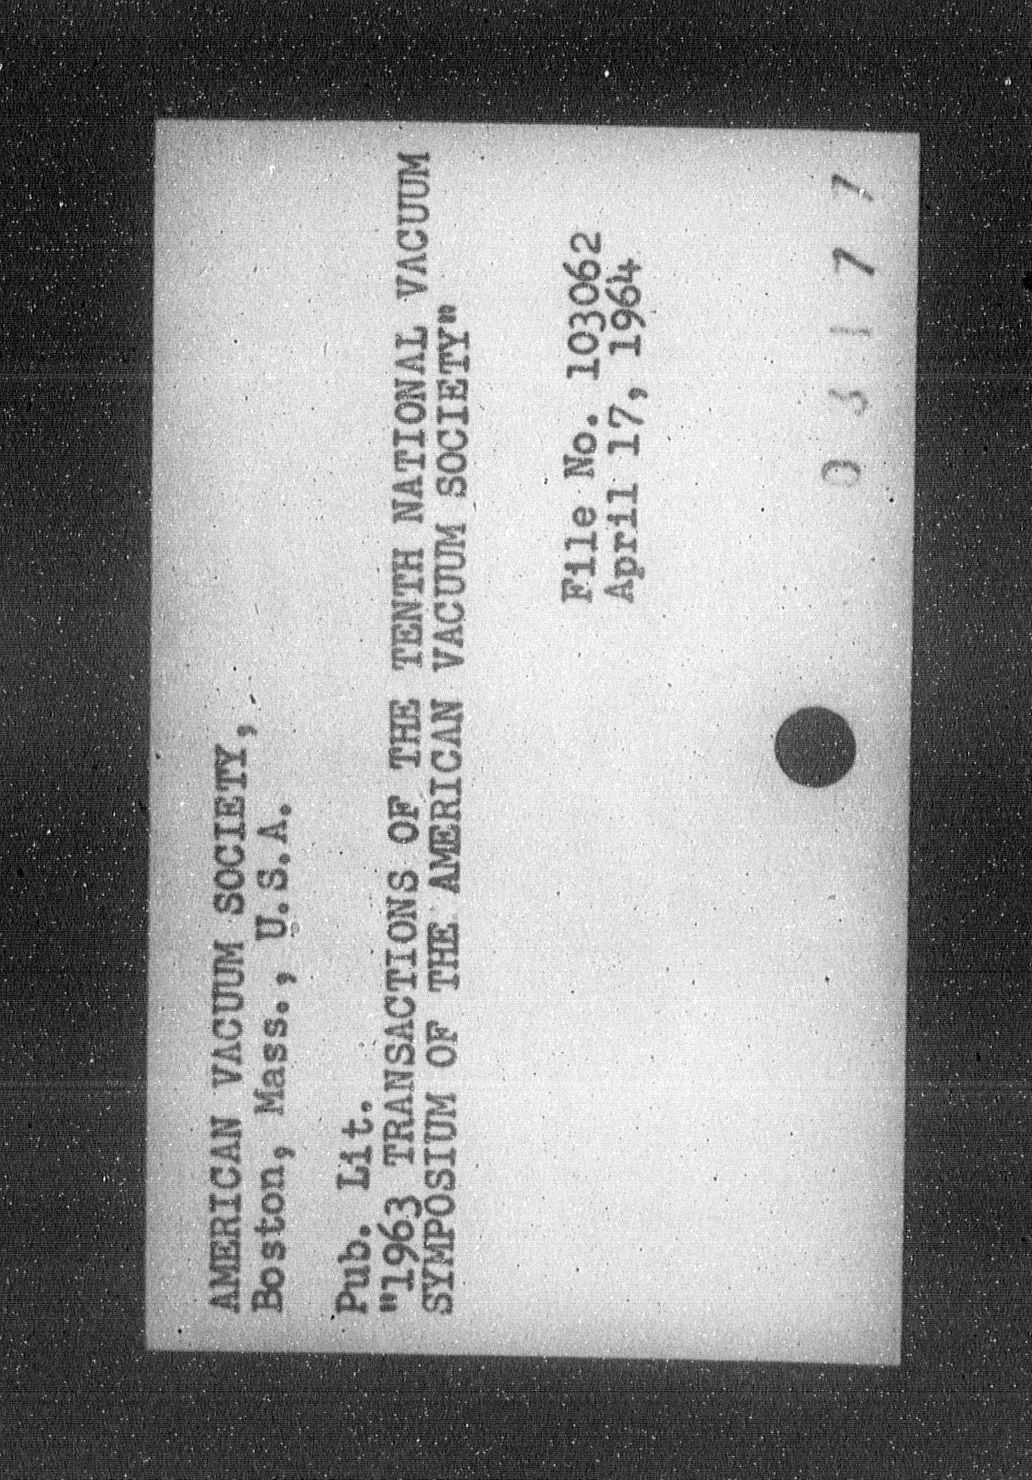 AMERICAN VACUUM SOCIETY,
Boston, Mass., U.S.A.
Pub. Lit.
"1963 TRANSACTIONS OF THE TENTH NATIONAL VACUUM
SYMPOSIUM OF THE AMERICAN VACUUM SOCIETY"
File No. 103062
April 17, 1964
03177